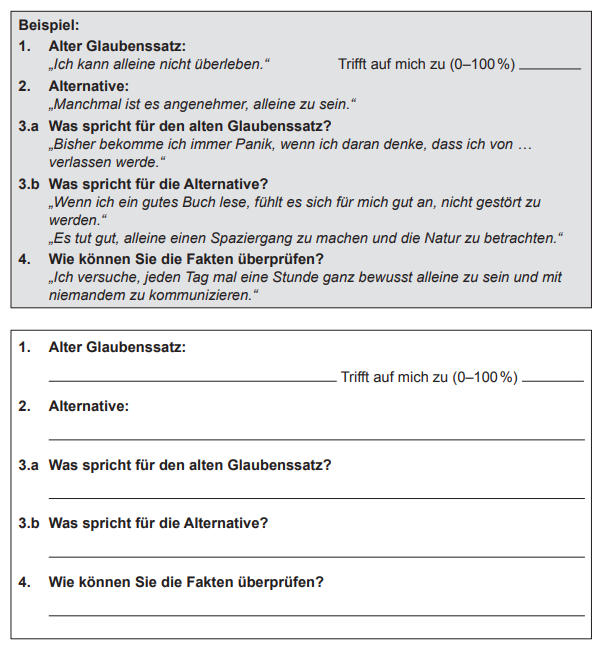 Beispiel:
1. Alter Glaubenssatz:
„Ich kann alleine nicht überleben.“ Trifft auf mich zu (0–100 %) ________
2. Alternative:
„Manchmal ist es angenehmer, alleine zu sein.“
3.a Was spricht für den alten Glaubenssatz?
„Bisher bekomme ich immer Panik, wenn ich daran denke, dass ich von …
verlassen werde.“
3.b Was spricht für die Alternative?
„Wenn ich ein gutes Buch lese, fühlt es sich für mich gut an, nicht gestört zu
werden.“
„Es tut gut, alleine einen Spaziergang zu machen und die Natur zu betrachten.“
4. Wie können Sie die Fakten überprüfen?
„Ich versuche, jeden Tag mal eine Stunde ganz bewusst alleine zu sein und mit
niemandem zu kommunizieren.“
1. Alter Glaubenssatz:
________ Trifft auf mich zu (0–100 %) ________
2. Alternative:
3.a Was spricht für den alten Glaubenssatz?
3.b Was spricht für die Alternative?
4. Wie können Sie die Fakten überprüfen?